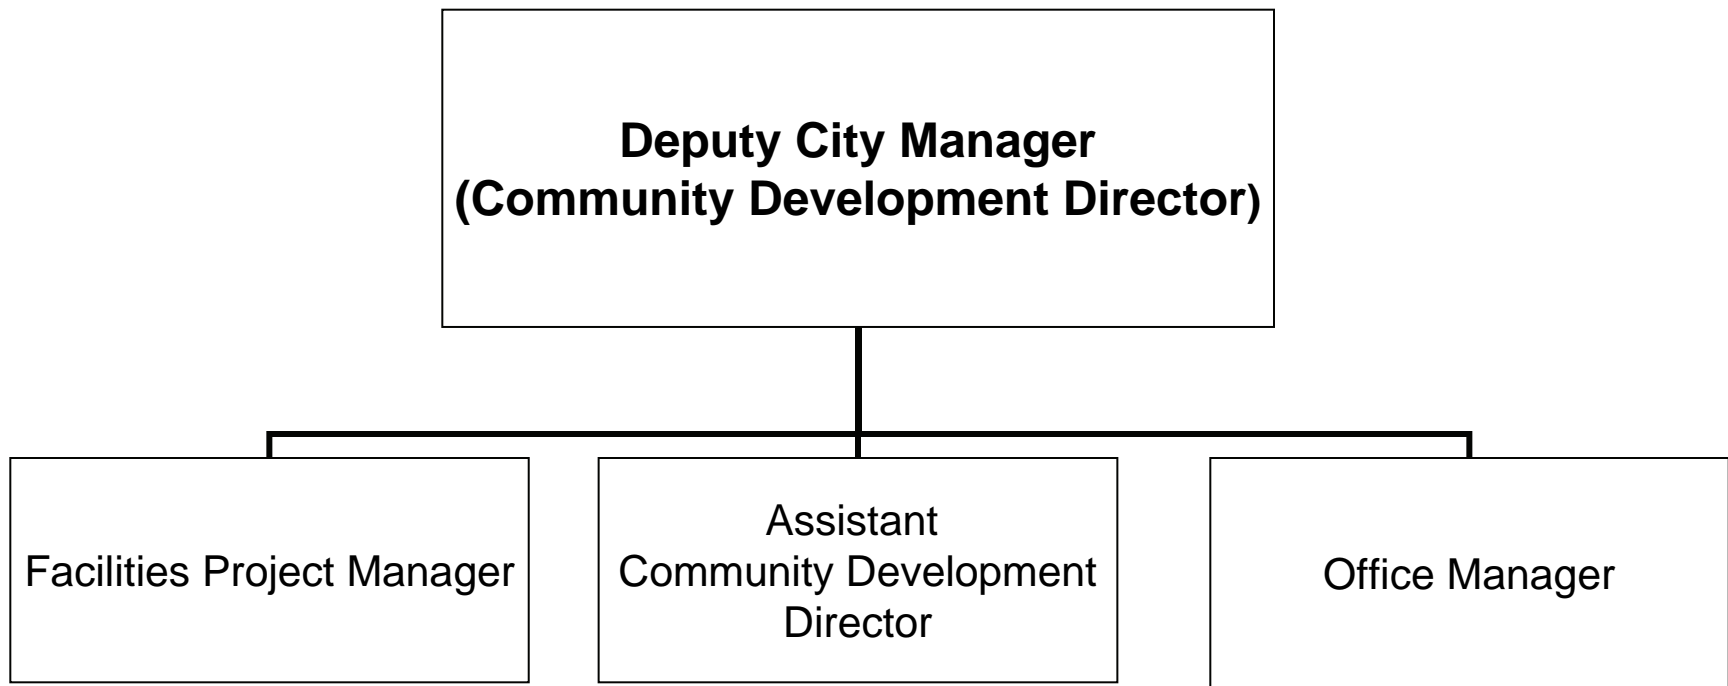 Deputy City Manager
(Community Development Director)
Facilities Project Manager
Assistant
Community Development
Director
Office Manager